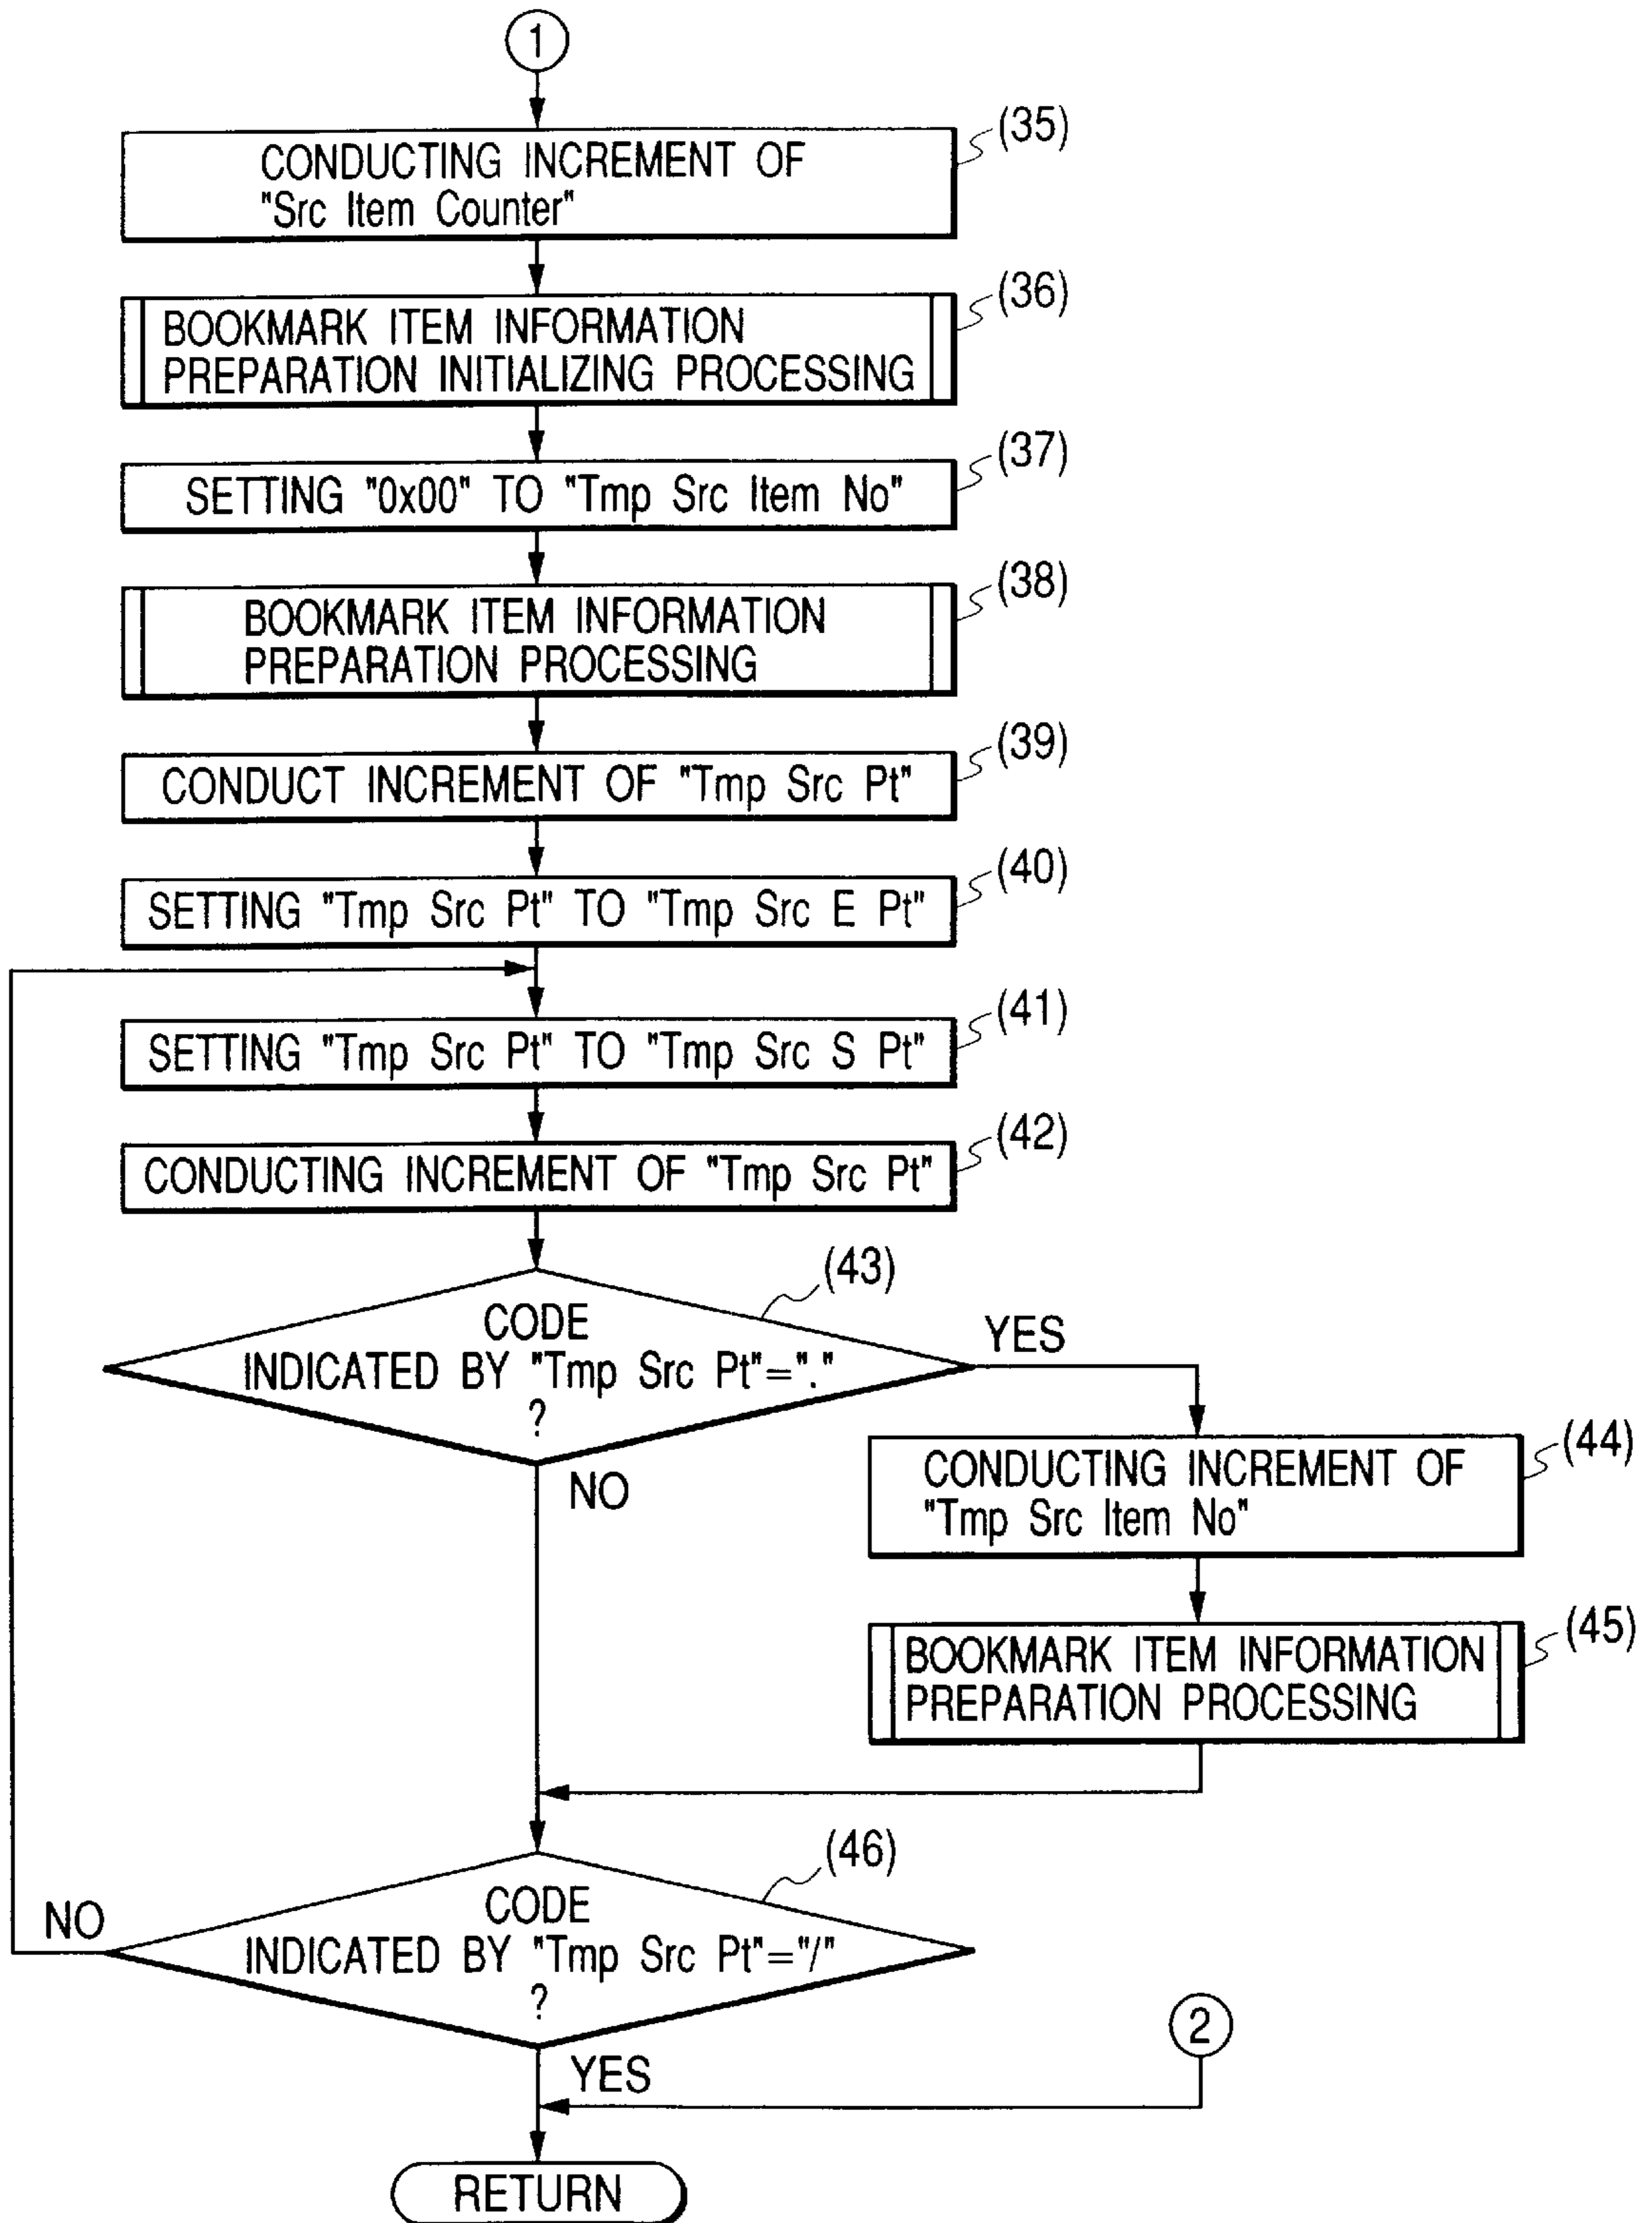 1
(35)
CONDUCTING INCREMENT OF
"Src Item Counter"
(36)
BOOKMARK ITEM INFORMATION
PREPARATION INITIALIZING PROCESSING
(37)
SETTING "0x00" TO "Tmp Src Item No"
(38)
BOOKMARK ITEM INFORMATION
PREPARATION PROCESSING
(39)
CONDUCT INCREMENT OF "Tmp Src Pt"
(40)
SETTING "Tmp Src Pt" TO "Tmp Src E Pt"
(41)
SETTING "Tmp Src Pt" TO "Tmp Src S Pt"
(42)
CONDUCTING INCREMENT OF "Tmp Src Pt"
(43)
CODE
INDICATED BY "Tmp Src Pt"="."
?
YES
NO
(44)
CONDUCTING INCREMENT OF
"Tmp Src Item No"
(45)
BOOKMARK ITEM INFORMATION
PREPARATION PROCESSING
(46)
CODE
INDICATED BY "Tmp Src Pt"="/"
?
NO
YES
2
RETURN